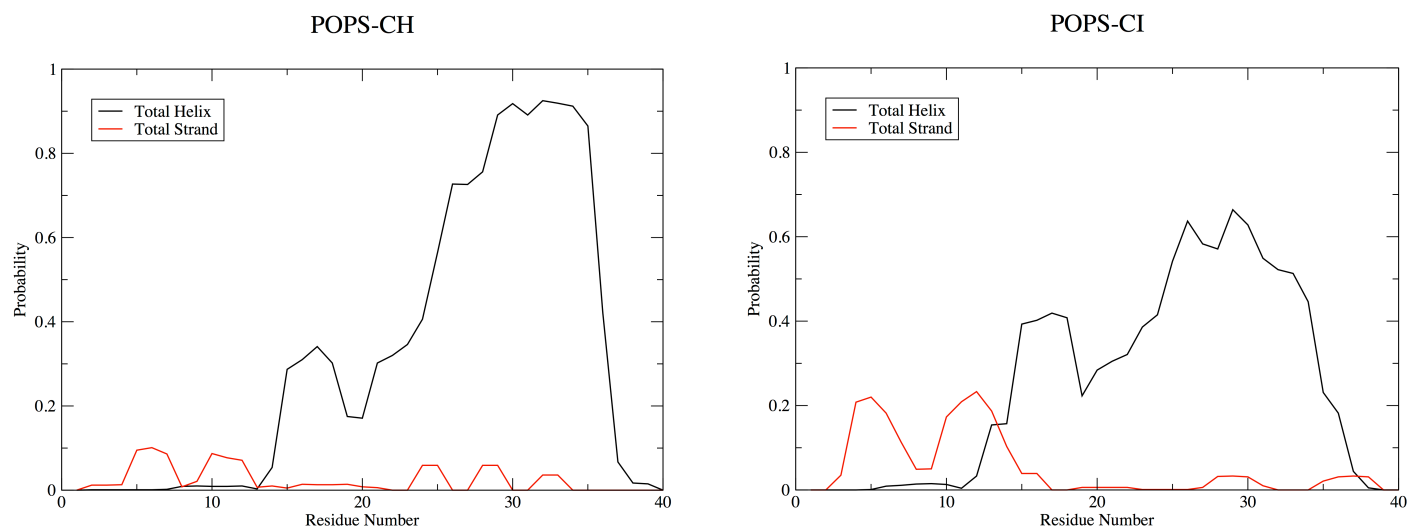 POPS-CH
1
0.8
0.6
0.4
0.2
0
Probability
Total Helix
Total Strand
0
10
20
30
40
Residue Number
POPS-CI
1
0.8
0.6
0.4
0.2
0
Probability
Total Helix
Total Strand
0
10
20
30
40
Residue Number